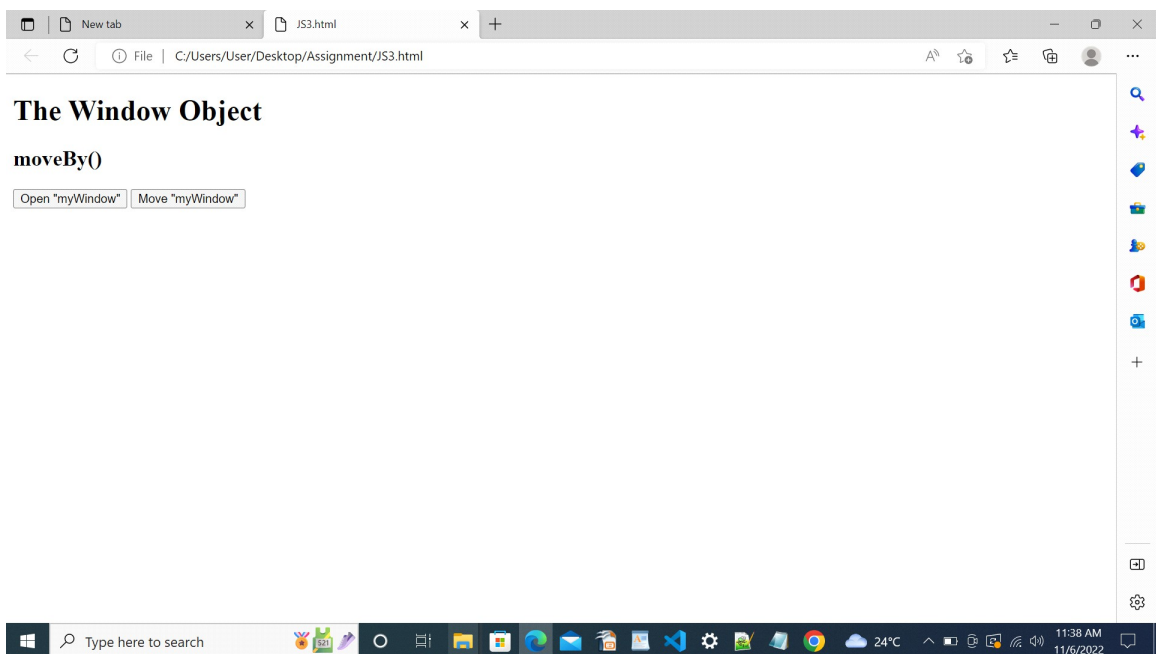 New tab
JS3.html
File | C:/Users/User/Desktop/Assignment/JS3.html
The Window Object
moveBy()
Open "myWindow" Move "myWindow"
Type here to search
521
24°C
11:38 AM
11/6/2022